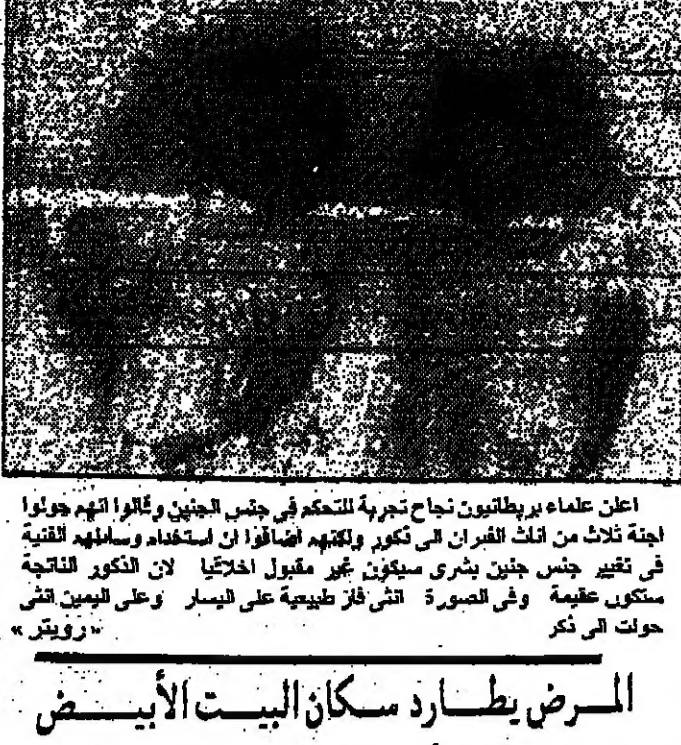 اعلن علماء بريطانيون نجاح تجربة للتحكم في جنس الجنين وقالوا انهم حولوا
اجنة ثلاث من اناث الفئران الى ذكور ولكنهم اضافوا ان استخدام وسائلهم الفنية
فى تغيير جنس جنين بشرى سيكون غير مقبول اخلاقيا لان الذكور الناتجة
ستكون عقيمة وفى الصورة انثى فأر طبيعية على اليسار وعلى اليمين انثى
حولت الى ذكر «رويتر»
المرض يطارد سكان البيت الأبيض